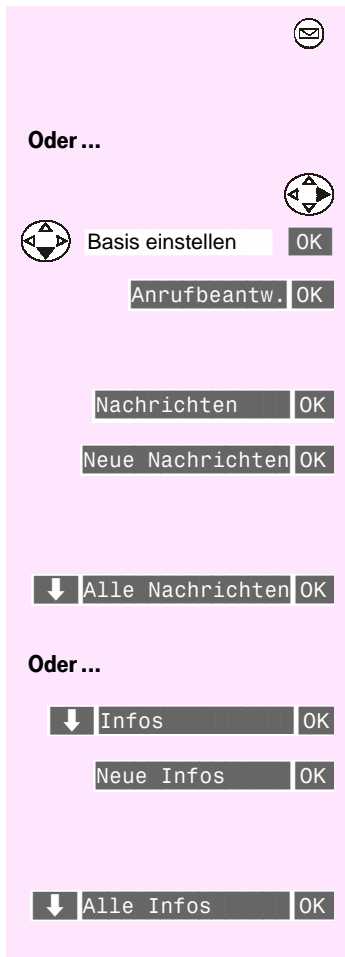 Oder ...
Basis einstellen OK
Anrufbeantw. OK
Nachrichten OK
Neue Nachrichten OK
Alle Nachrichten OK
Oder ...
Infos OK
Neue Infos OK
Alle Infos OK